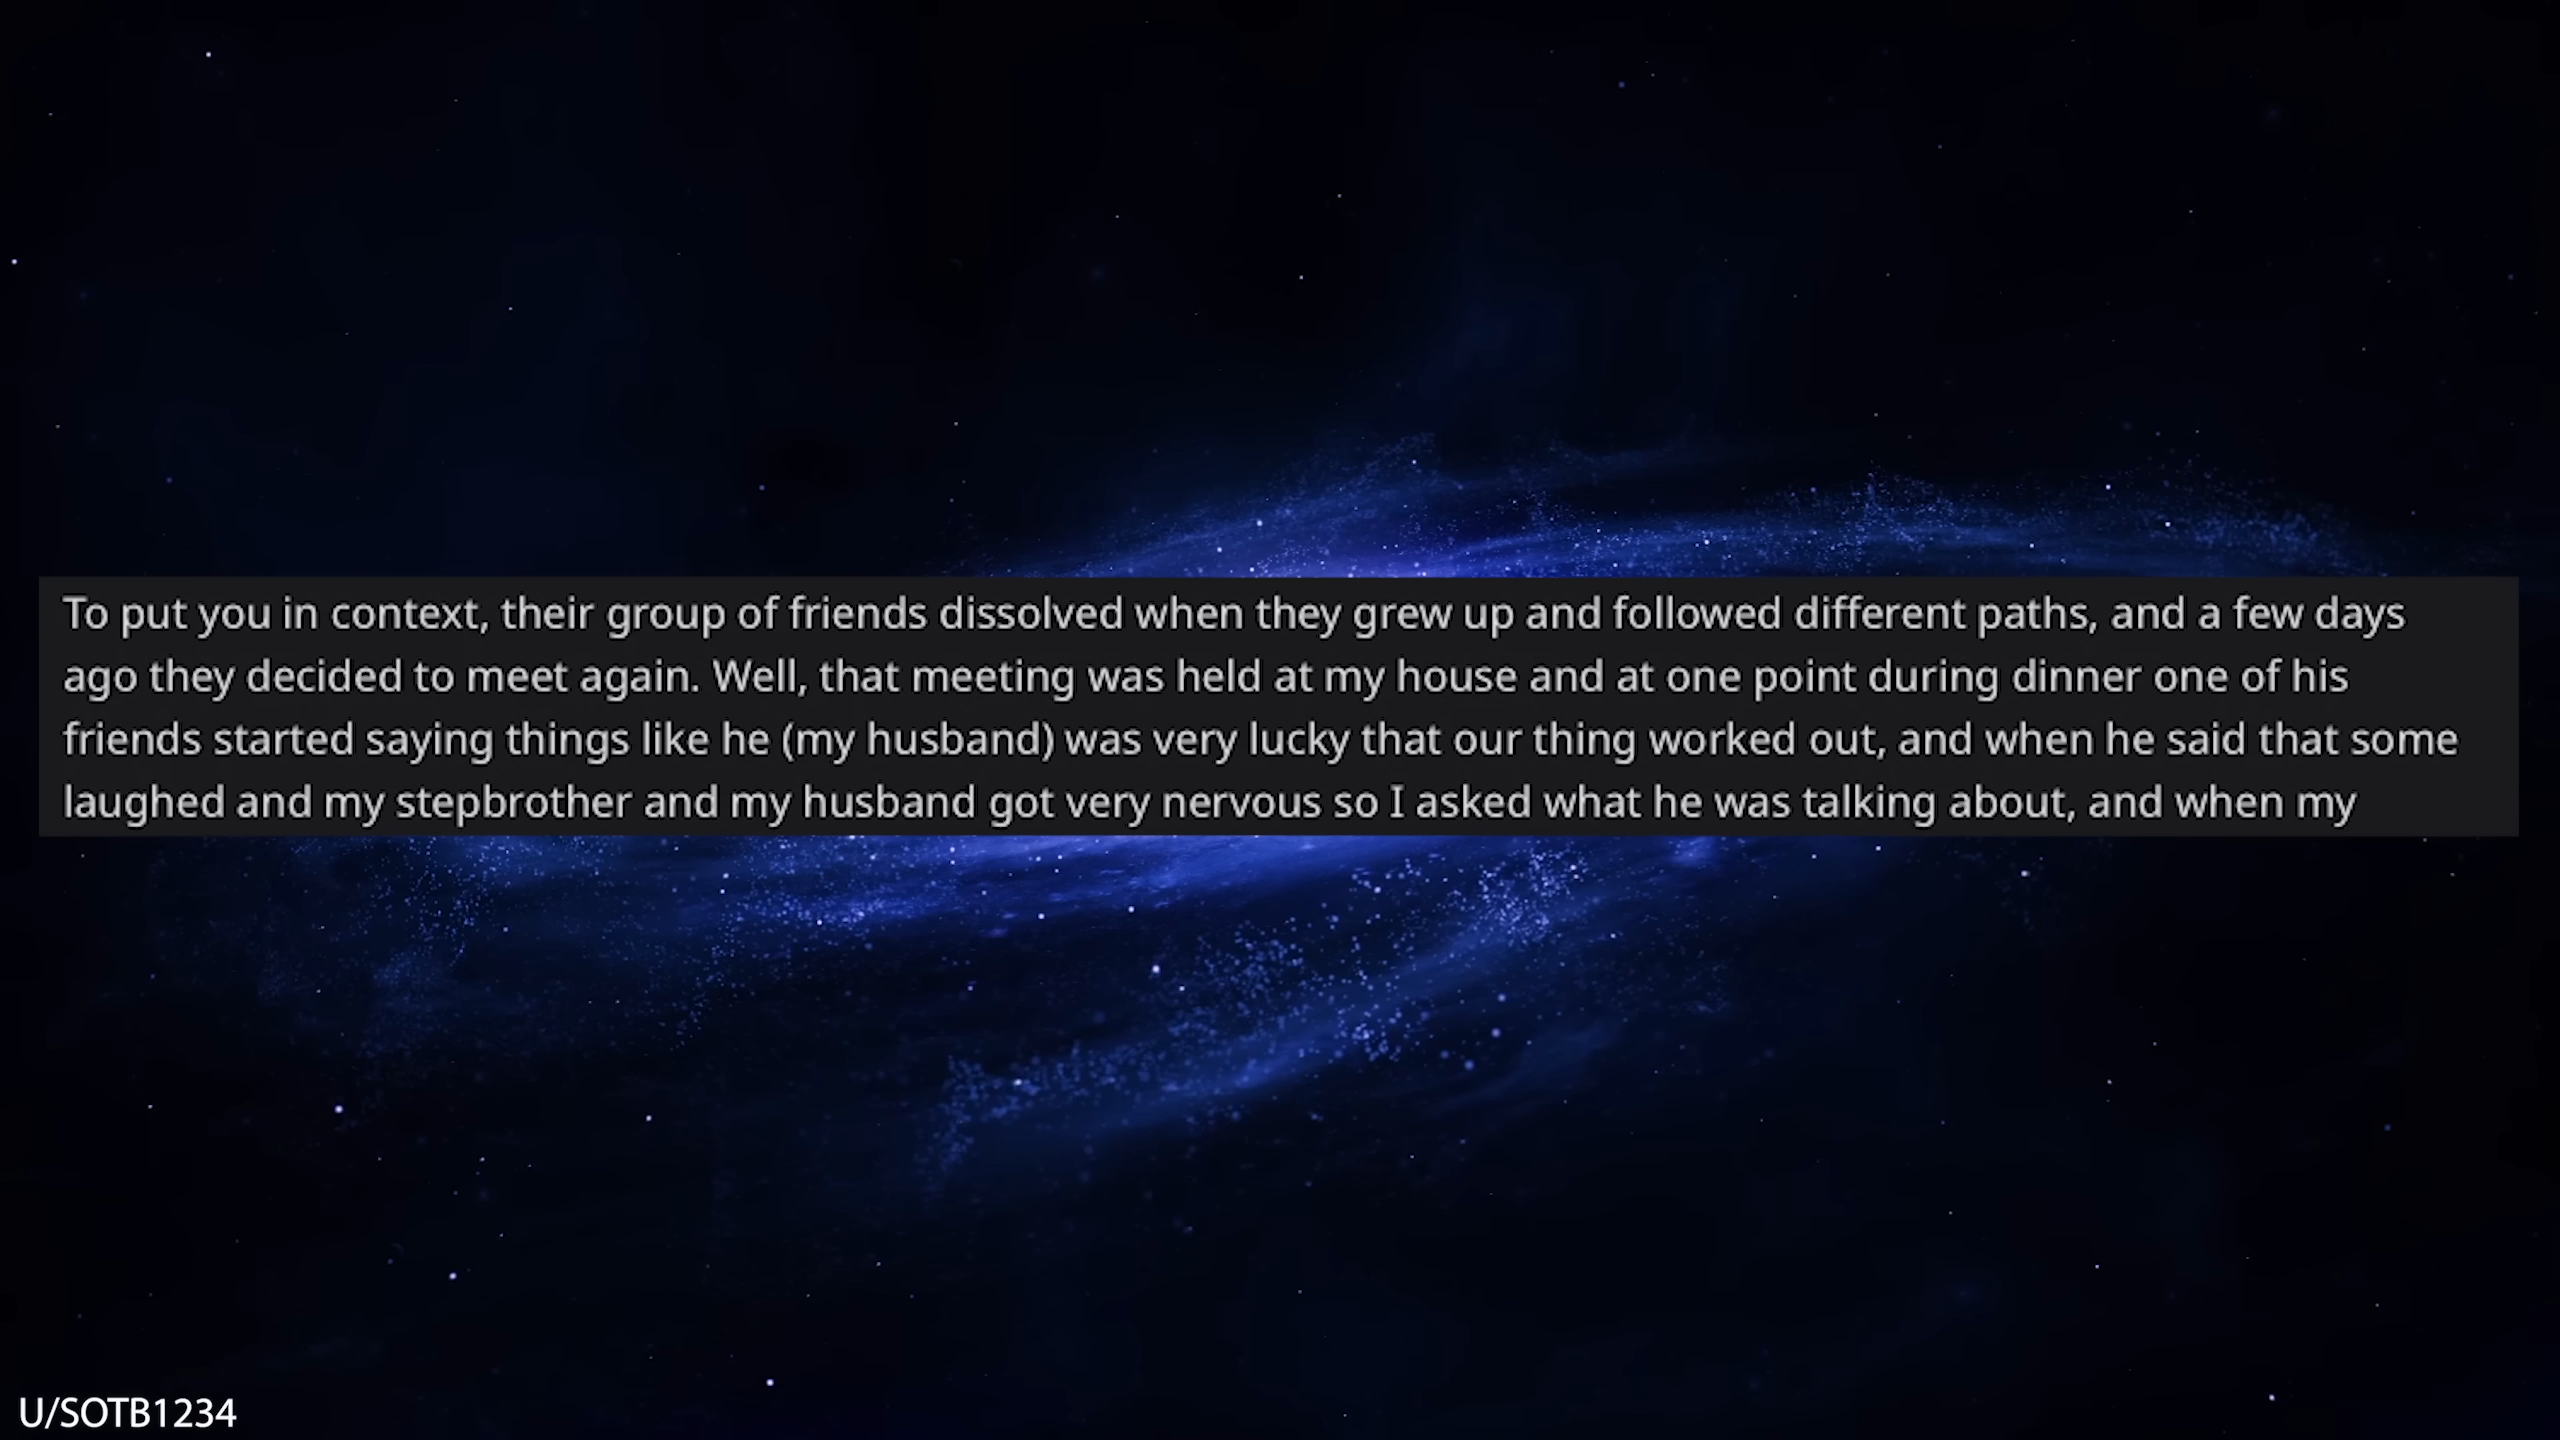 To put you in context, their group of friends dissolved when they grew up and followed different paths, and a few days
ago they decided to meet again. Well, that meeting was held at my house and at one point during dinner one of his
friends started saying things like he (my husband) was very lucky that our thing worked out, and when he said that some
laughed and my stepbrother and my husband got very nervous so I asked what he was talking about, and when my
U/SOTB1234